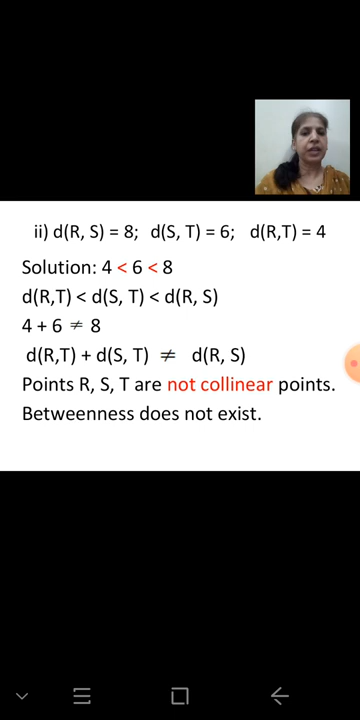 ii) d(R, S) = 8; d(S, T) = 6; d(R,T) = 4
Solution: 4 < 6 < 8
d(R,T) < d(S, T) < d(R, S)
4 + 6 ≠ 8
d(R,T) + d(S, T) ≠ d(R, S)
Points R, S, T are not collinear points.
Betweenness does not exist.